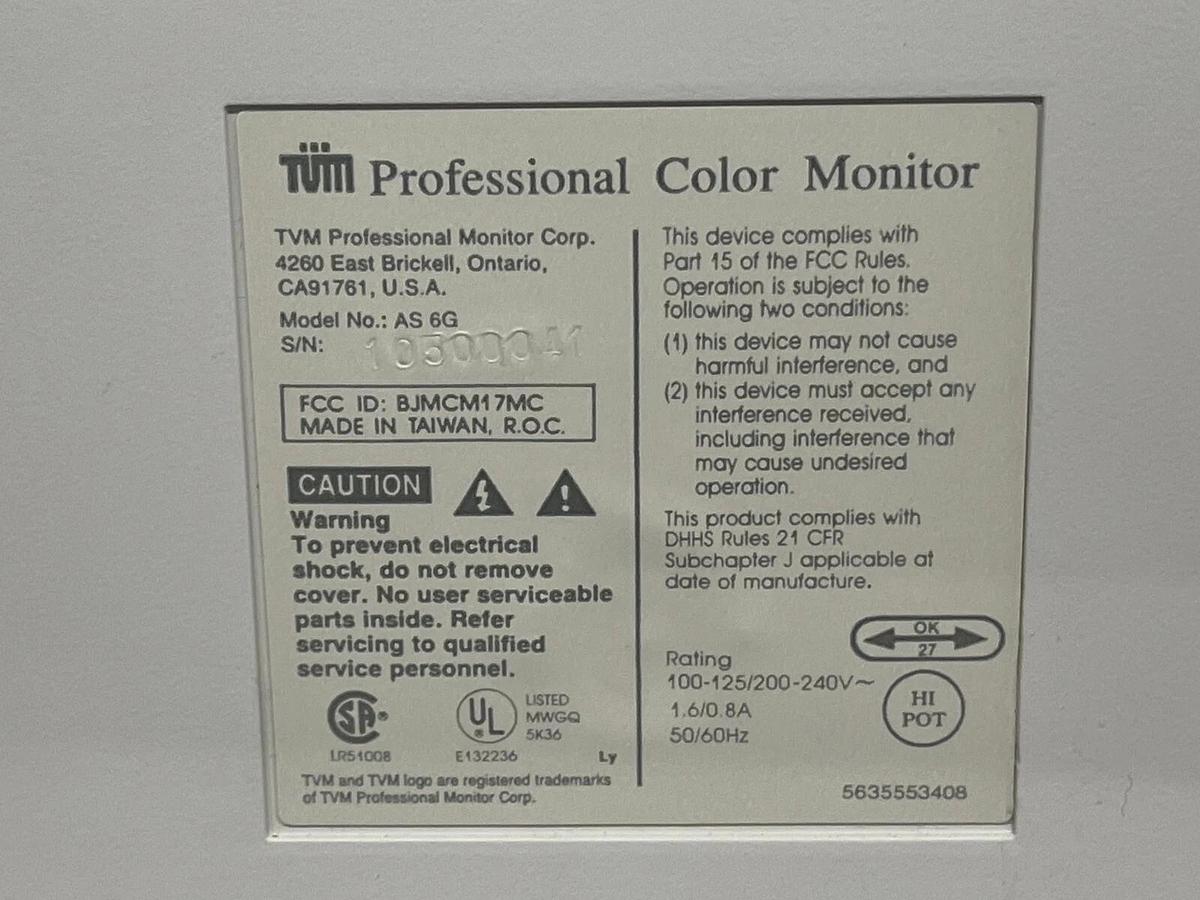 TVM Professional Color Monitor
TVM Professional Monitor Corp.
4260 East Brickell, Ontario,
CA91761, U.S.A.
Model No.: AS 6G
S/N: 10500041
FCC ID: BJMCM17MC
MADE IN TAIWAN, R.O.C.
CAUTION
Warning
To prevent electrical
shock, do not remove
cover. No user serviceable
parts inside. Refer
servicing to qualified
service personnel.
SA®
LR51008
UL®
LISTED
MWGQ
5K36
E132236
Ly
TVM and TVM logo are registered trademarks
of TVM Professional Monitor Corp.
This device complies with
Part 15 of the FCC Rules.
Operation is subject to the
following two conditions:
(1) this device may not cause
harmful interference, and
(2) this device must accept any
interference received,
including interference that
may cause undesired
operation.
This product complies with
DHHS Rules 21 CFR
Subchapter J applicable at
date of manufacture.
OK
27
Rating
100-125/200-240V~
1.6/0.8A
50/60Hz
HI
POT
5635553408